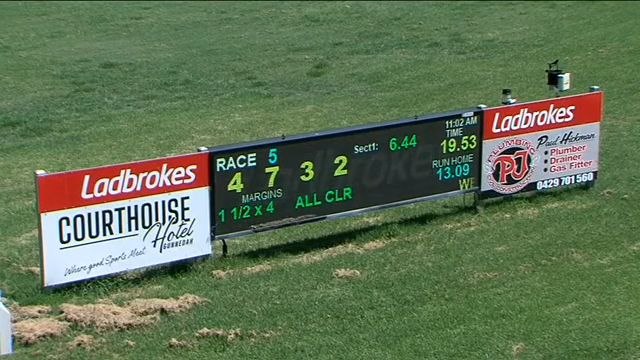 Ladbrokes
COURTHOUSE
Hotel
GUNNEDAH
Where good Sports Meet
RACE 5
4 7 3 2
MARGINS
1 1/2 x 4 ALL CLR
Sect1: 6.44
11:02 AM
TIME
19.53
RUN HOME
13.09
WF
Ladbrokes
PLUMBING
PJ
Paul Hickman
• Plumber
• Drainer
• Gas Fitter
0429 701 560